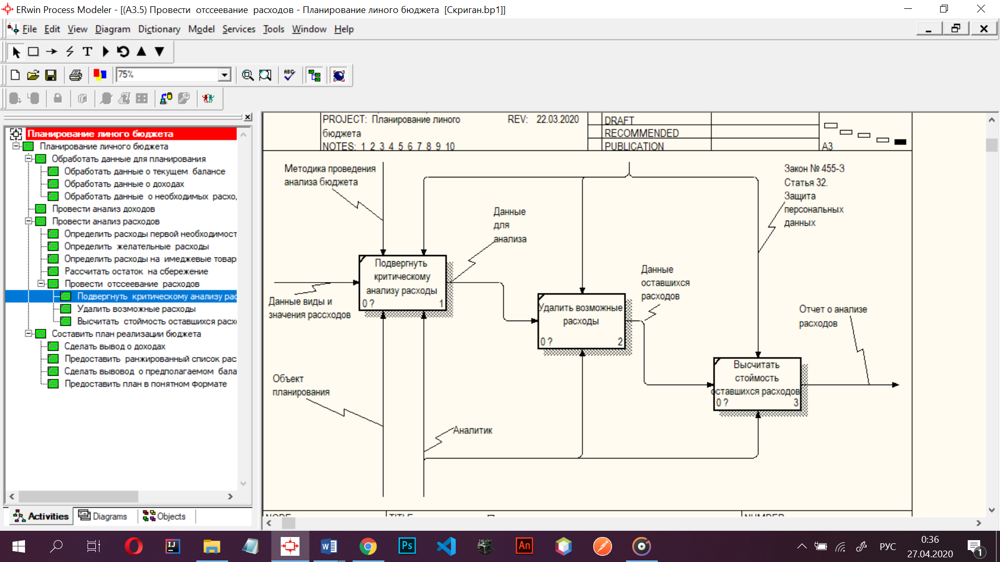 ERwin Process Modeler - [(A3.5) Провести  отссеевание  расходов - Планирование линого бюджета  [Скриган.bp1]]
File Edit View Diagram Dictionary Model Services Tools Window Help
75%
ABC
Планирование линого бюджета
Планирование личного бюджета
Обработать данные для планирования
Обработать данные о текущем  балансе
Обработать данные о доходах
Обработать данные  о необходимых  расхо
Провести анализ доходов
Провести анализ расходов
Определить расходы первой необходимост
Определить  желательные  расходы
Определить расходы на  имеджевые товар
Рассчитать остаток  на сбережение
Провести  отссеевание  расходов
Подвергнуть  критическому анализу рас
Удалить возможные расходы
Высчитать  стоимость оставшихся расх
Составить план реализации бюджета
Сделать вывод о доходах
Предоставить  ранжированный список рас
Сделать вывовод  о предполагаемом  бала
Предоставить план в понятном формате
Activities Diagrams Objects
PROJECT:  Планирование линого
бюджета
REV:  22.03.2020
NOTES:  1  2  3  4  5  6  7  8  9  10
DRAFT
RECOMMENDED
PUBLICATION
A3
Методика проведения
анализа бюджета
Закон № 455-З
Статья 32.
Защита
персональных
данных
Данные
для
анализа
Подвергнуть
критическому
анализу расходы
0 ? 1
Данные виды и
значения рассходов
Данные
оставшихся
расходов
Удалить возможные
расходы
0 ? 2
Отчет о анализе
расходов
Высчитать
стоймость
оставшихся расходов
0 ? 3
Объект
планирования
Аналитик
NODE TITLE NUMBER
IJ
Ps
An
РУС
0:36
27.04.2020
1